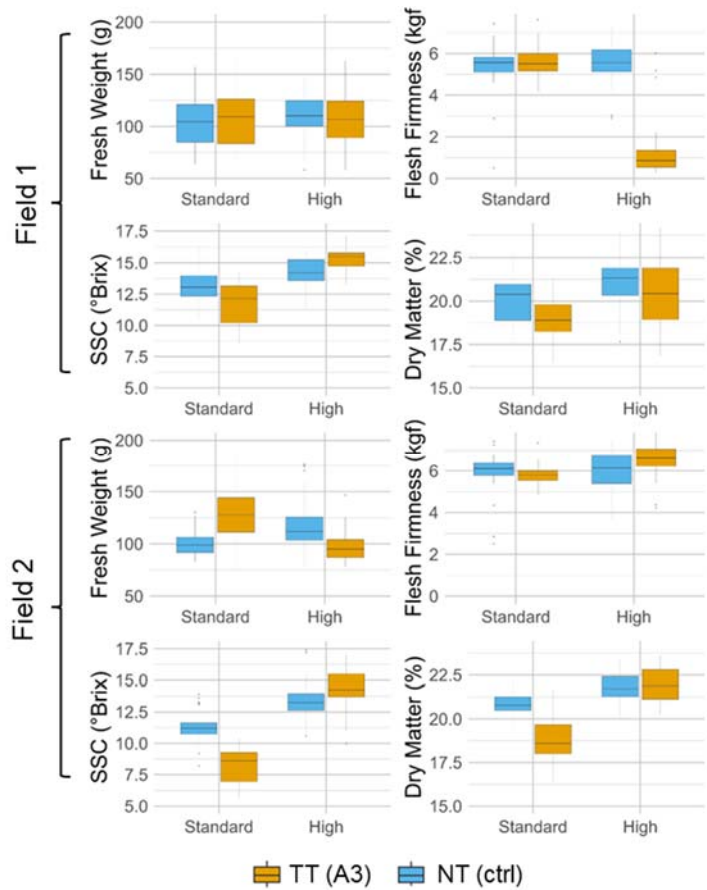 Field 1
Fresh Weight (g)
200
150
100
50
Standard
High
Flesh Firmness (kgf
6
4
2
0
Standard
High
SSC (°Brix)
17.5
15.0
12.5
10.0
7.5
5.0
Standard
High
Dry Matter (%)
22.5
20.0
17.5
15.0
Standard
High
Field 2
Fresh Weight (g)
200
150
100
50
Standard
High
Flesh Firmness (kgf)
6
4
2
0
Standard
High
SSC (°Brix)
17.5
15.0
12.5
10.0
7.5
5.0
Standard
High
Dry Matter (%)
22.5
20.0
17.5
15.0
Standard
High
TT (A3) NT (ctrl)